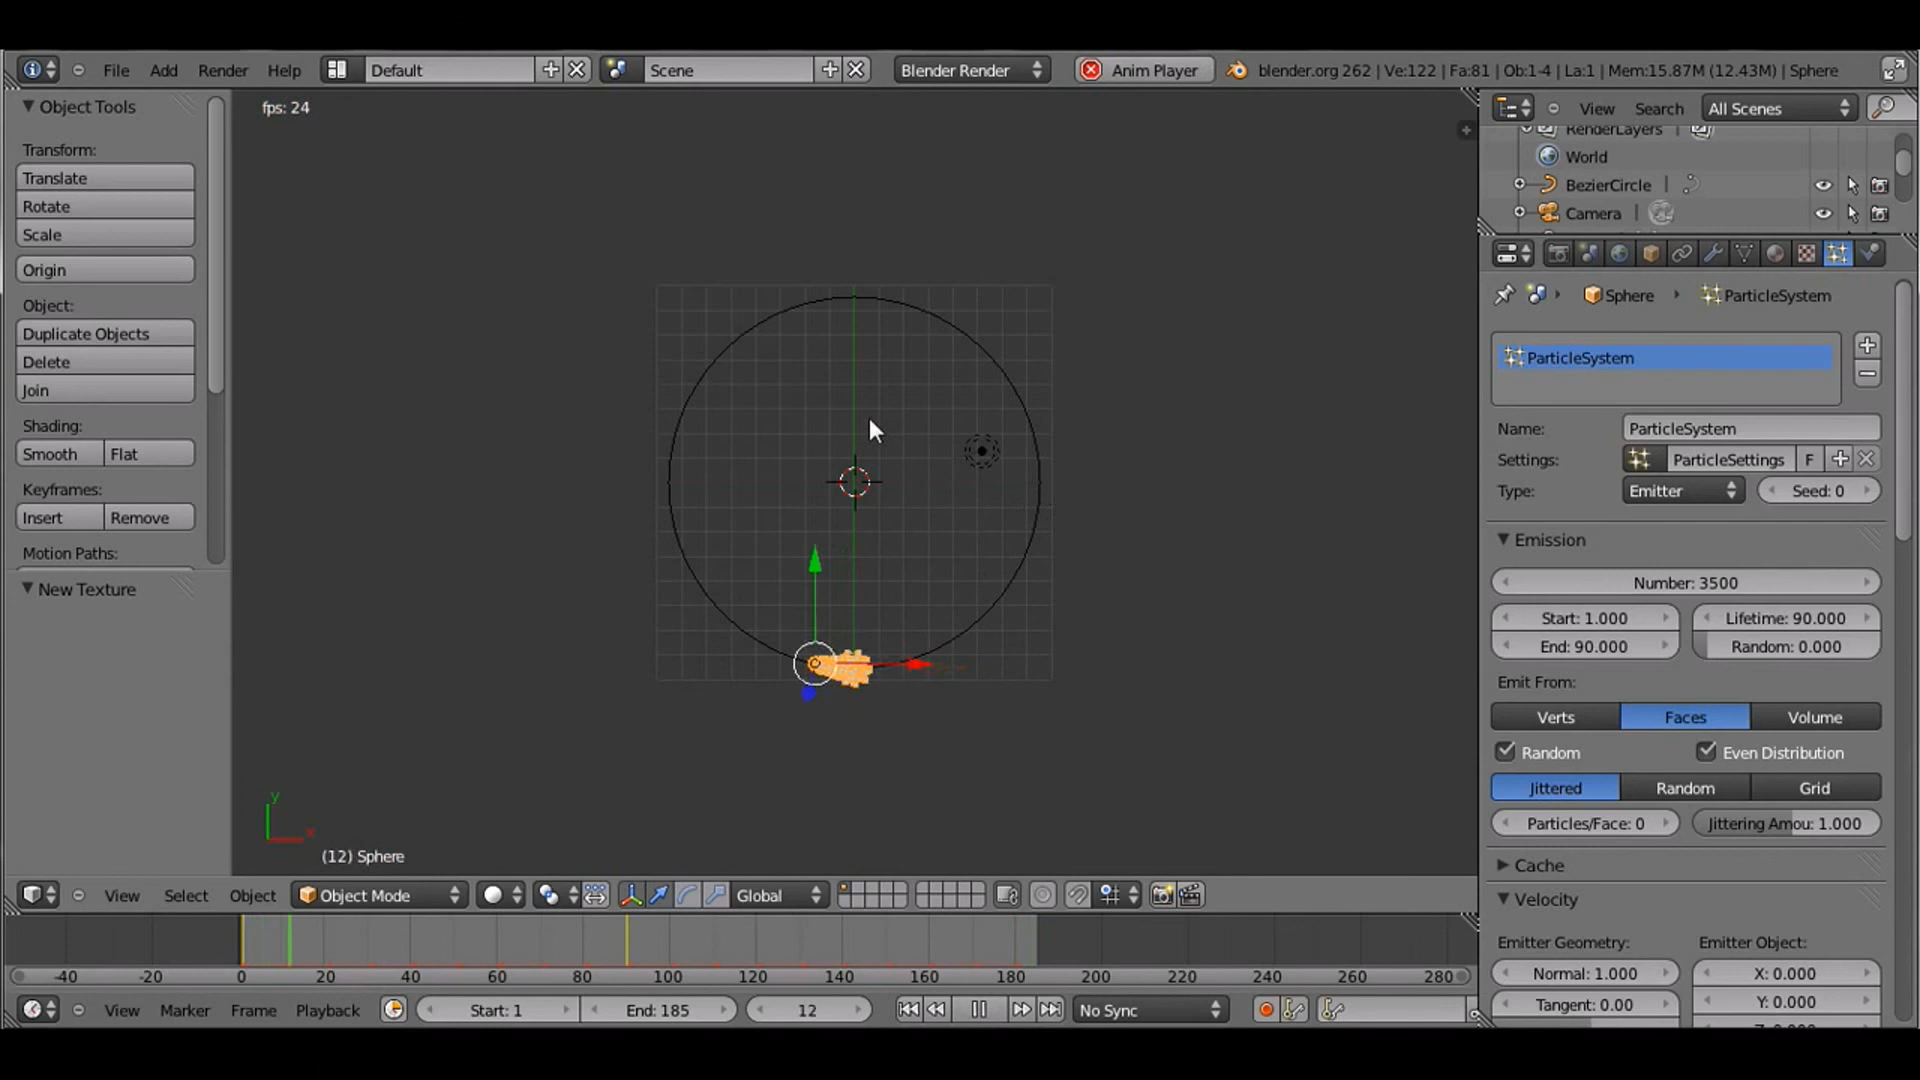 File Add Render Help Default Scene Blender Render Anim Player blender.org 262 | Ve:122 | Fa:81 | Ob:1-4 | La:1 | Mem:15.87M (12.43M) | Sphere
Object Tools
Transform:
Translate
Rotate
Scale
Origin
Object:
Duplicate Objects
Delete
Join
Shading:
Smooth Flat
Keyframes:
Insert Remove
Motion Paths:
New Texture
fps: 24
y
x
(12) Sphere
View Search All Scenes
RenderLayers
World
BezierCircle
Camera
Sphere ParticleSystem
ParticleSystem
Name: ParticleSystem
Settings: ParticleSettings F
Type: Emitter Seed: 0
Emission
Number: 3500
Start: 1.000 Lifetime: 90.000
End: 90.000 Random: 0.000
Emit From:
Verts Faces Volume
Random Even Distribution
Jittered Random Grid
Particles/Face: 0 Jittering Amou: 1.000
Cache
Velocity
Emitter Geometry: Emitter Object:
Normal: 1.000 X: 0.000
Tangent: 0.00 Y: 0.000
View Select Object Object Mode Global
-40 -20 0 20 40 60 80 100 120 140 160 180 200 220 240 260 280
View Marker Frame Playback Start: 1 End: 185 12 No Sync